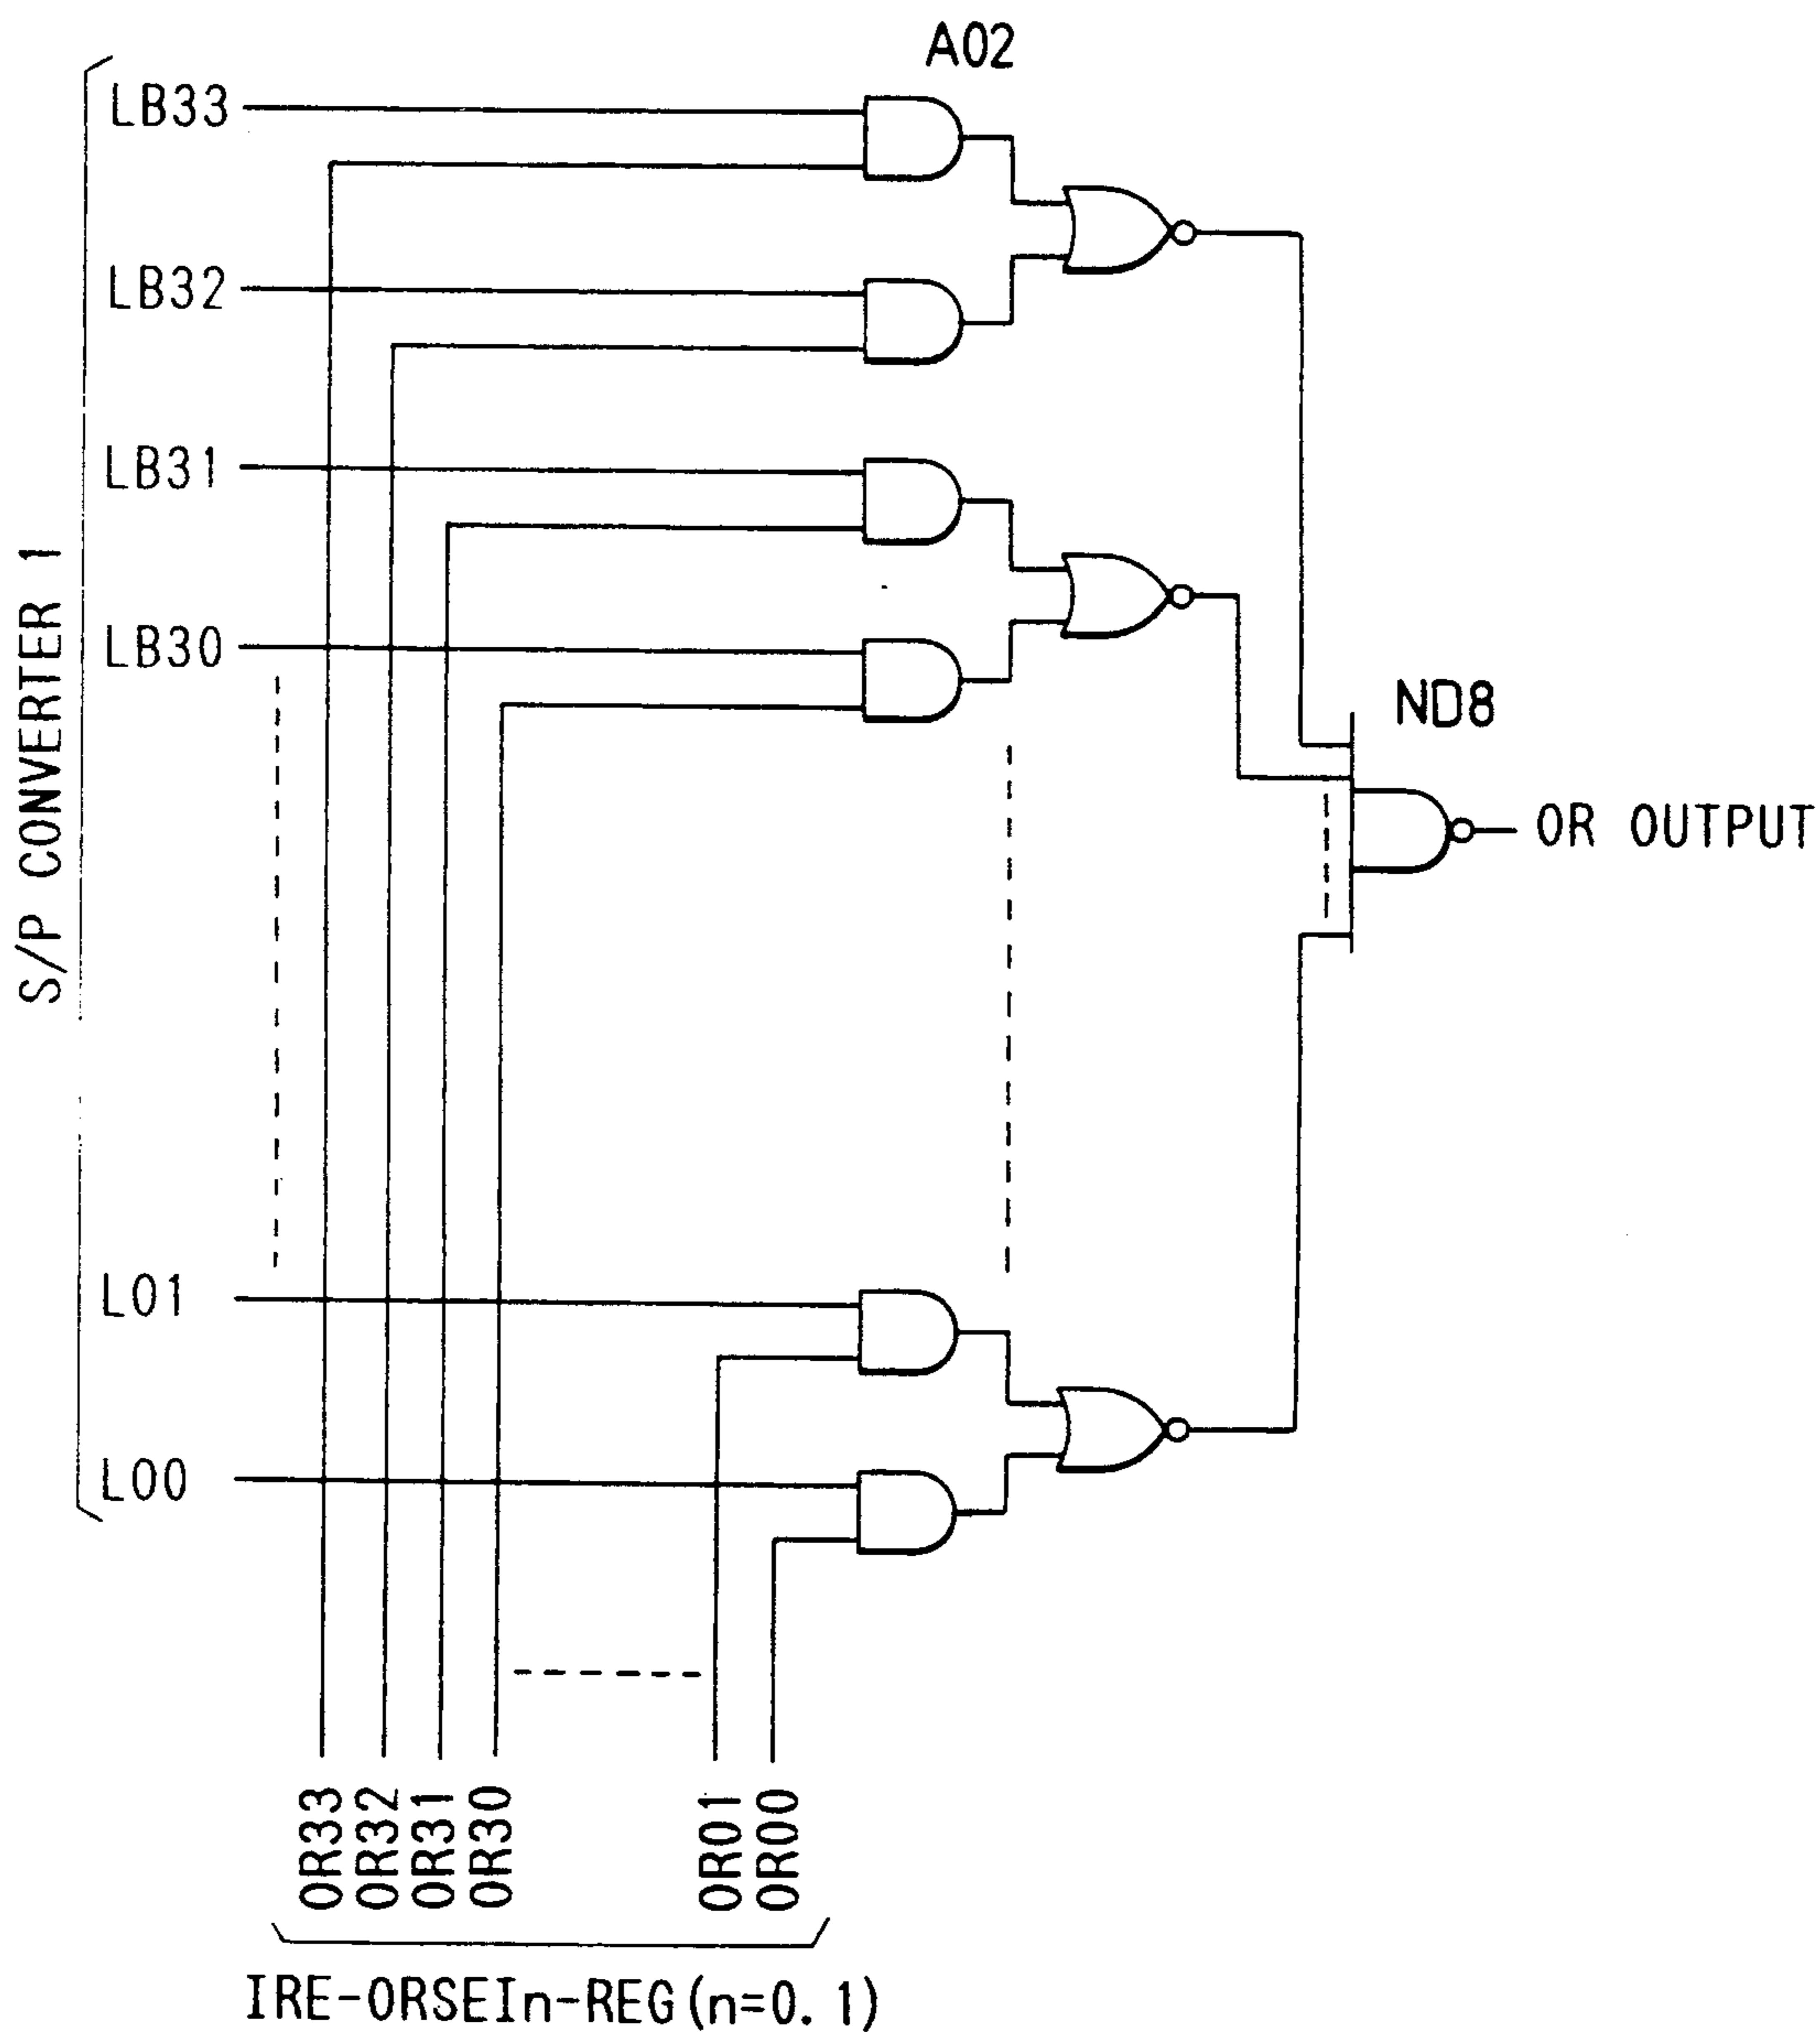 A02
LB33
LB32
LB31
LB30
S/P CONVERTER 1
ND8
OR OUTPUT
L01
L00
OR33
OR32
OR31
OR30
OR01
OR00
IRE-ORSEIn-REG(n=0.1)